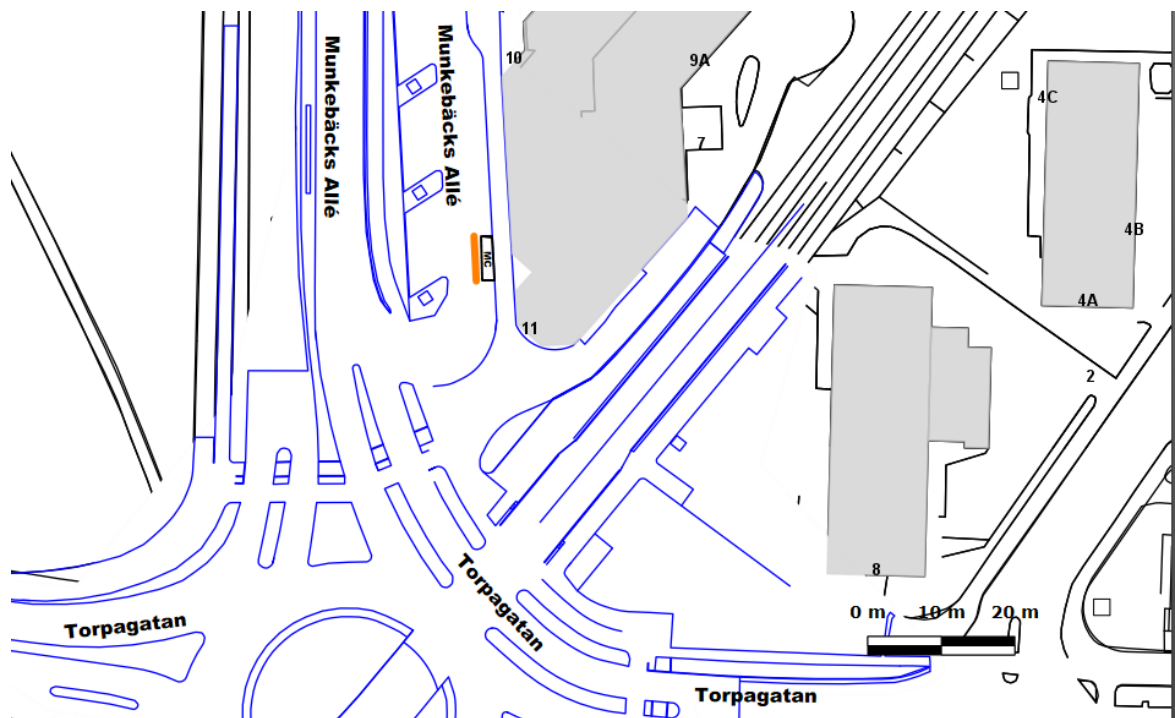 Munkebäcks Allé
Munkebäcks Allé
10
9A
7
4C
4B
4A
MC
11
2
8
0 m 10 m 20 m
Torpagatan
Torpagatan
Torpagatan